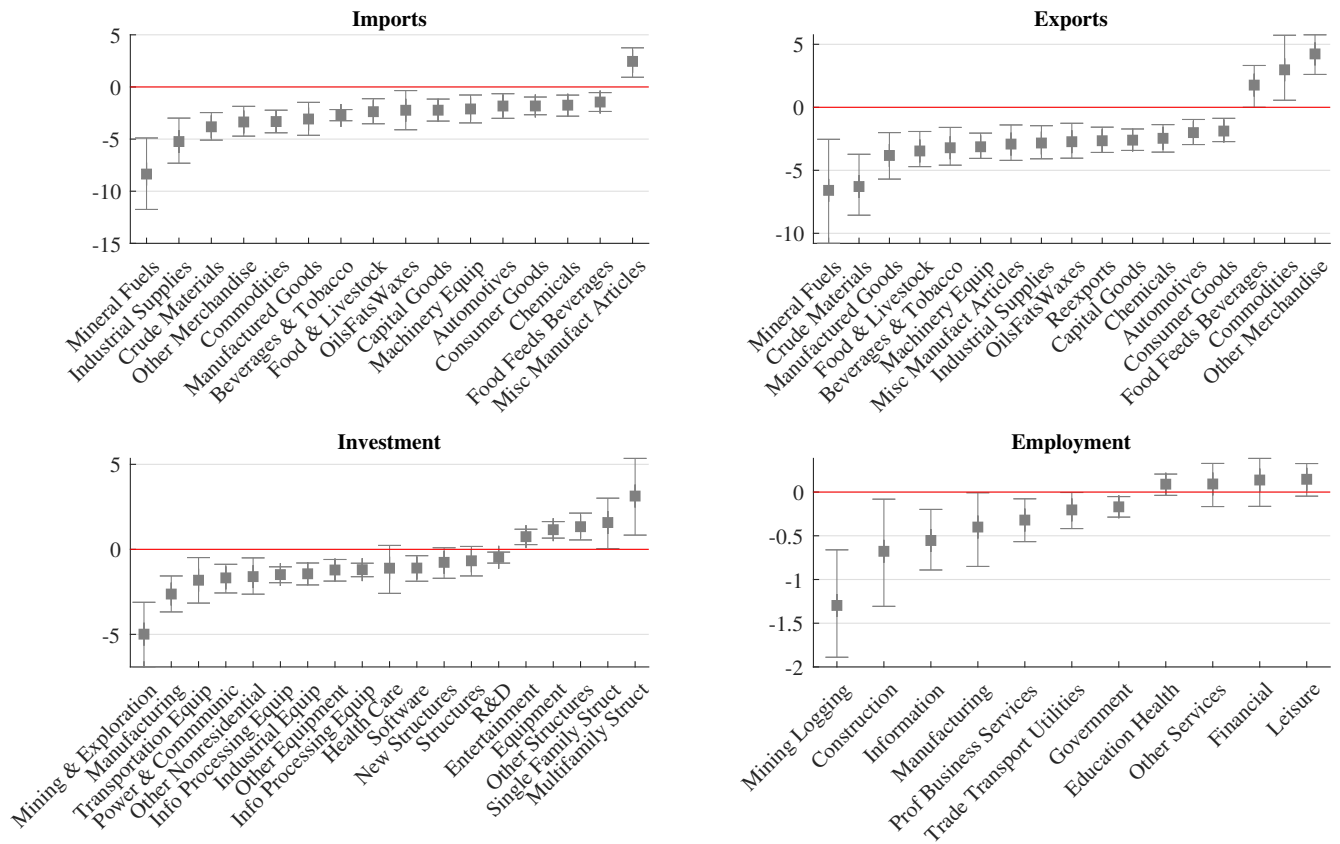 Imports
5
0
-5
-10
-15
Mineral Fuels
Industrial Supplies
Crude Materials
Other Merchandise
Commodities
Manufactured Goods
Beverages & Tobacco
Food & Livestock
OilsFatsWaxes
Capital Goods
Machinery Equip
Automotives
Consumer Goods
Chemicals
Food Feeds Beverages
Misc Manufact Articles
Exports
5
0
-5
-10
Mineral Fuels
Crude Materials
Manufactured Goods
Food & Livestock
Beverages & Tobacco
Machinery Equip
Misc Manufact Articles
Industrial Supplies
OilsFatsWaxes
Reexports
Capital Goods
Chemicals
Automotives
Consumer Goods
Food Feeds Beverages
Commodities
Other Merchandise
Investment
5
0
-5
Mining & Exploration
Manufacturing
Transportation Equip
Power & Communic
Other Nonresidential
Info Processing Equip
Industrial Equip
Other Equipment
Info Processing Equip
Health Care
Software
New Structures
Structures
R&D
Entertainment
Equipment
Other Structures
Single Family Struct
Multifamily Struct
Employment
0
-0.5
-1
-1.5
-2
Mining Logging
Construction
Information
Manufacturing
Prof Business Services
Trade Transport Utilities
Government
Education Health
Other Services
Financial
Leisure